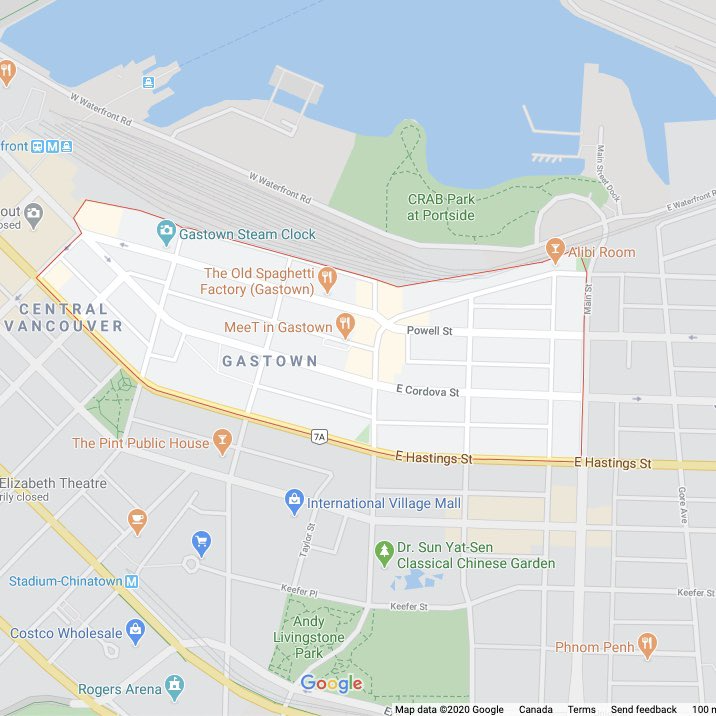 W Waterfront Rd
front
M
W Waterfront Rd
Main Street Dock
E Waterfront R
CRAB Park
at Portside
out
osed
Gastown Steam Clock
Alibi Room
The Old Spaghetti
Factory (Gastown)
Main St
CENTRAL
VANCOUVER
MeeT in Gastown
Powell St
GASTOWN
E Cordova St
7A
The Pint Public House
E Hastings St
E Hastings St
Elizabeth Theatre
rily closed
International Village Mall
Gore Ave
Taylor St
Dr. Sun Yat-Sen
Classical Chinese Garden
Stadium-Chinatown M
Keefer Pl
Keefer St
Keefer St
Andy
Livingstone
Park
Costco Wholesale
Phnom Penh
Rogers Arena
Google
E
Map data ©2020 Google Canada Terms Send feedback 100 m